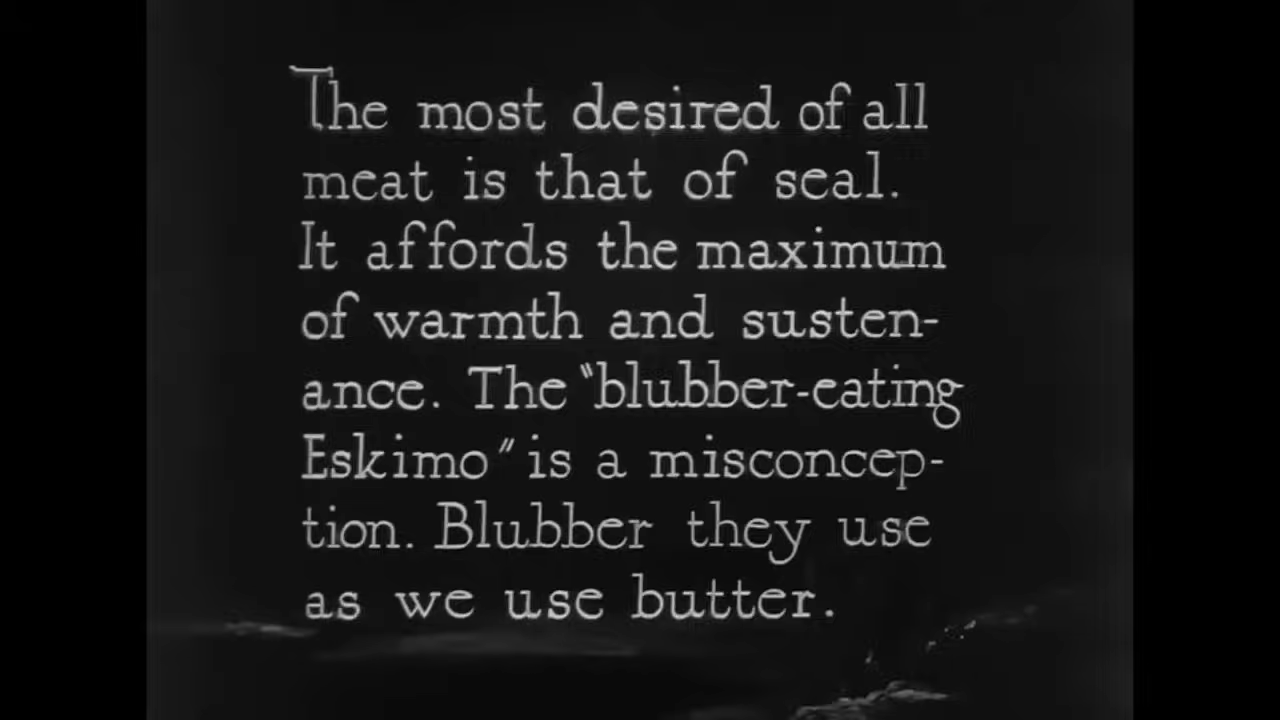 The most desired of all
meat is that of seal.
It affords the maximum
of warmth and susten-
ance. The "blubber-eating
Eskimo" is a misconcep-
tion. Blubber they use
as we use butter.